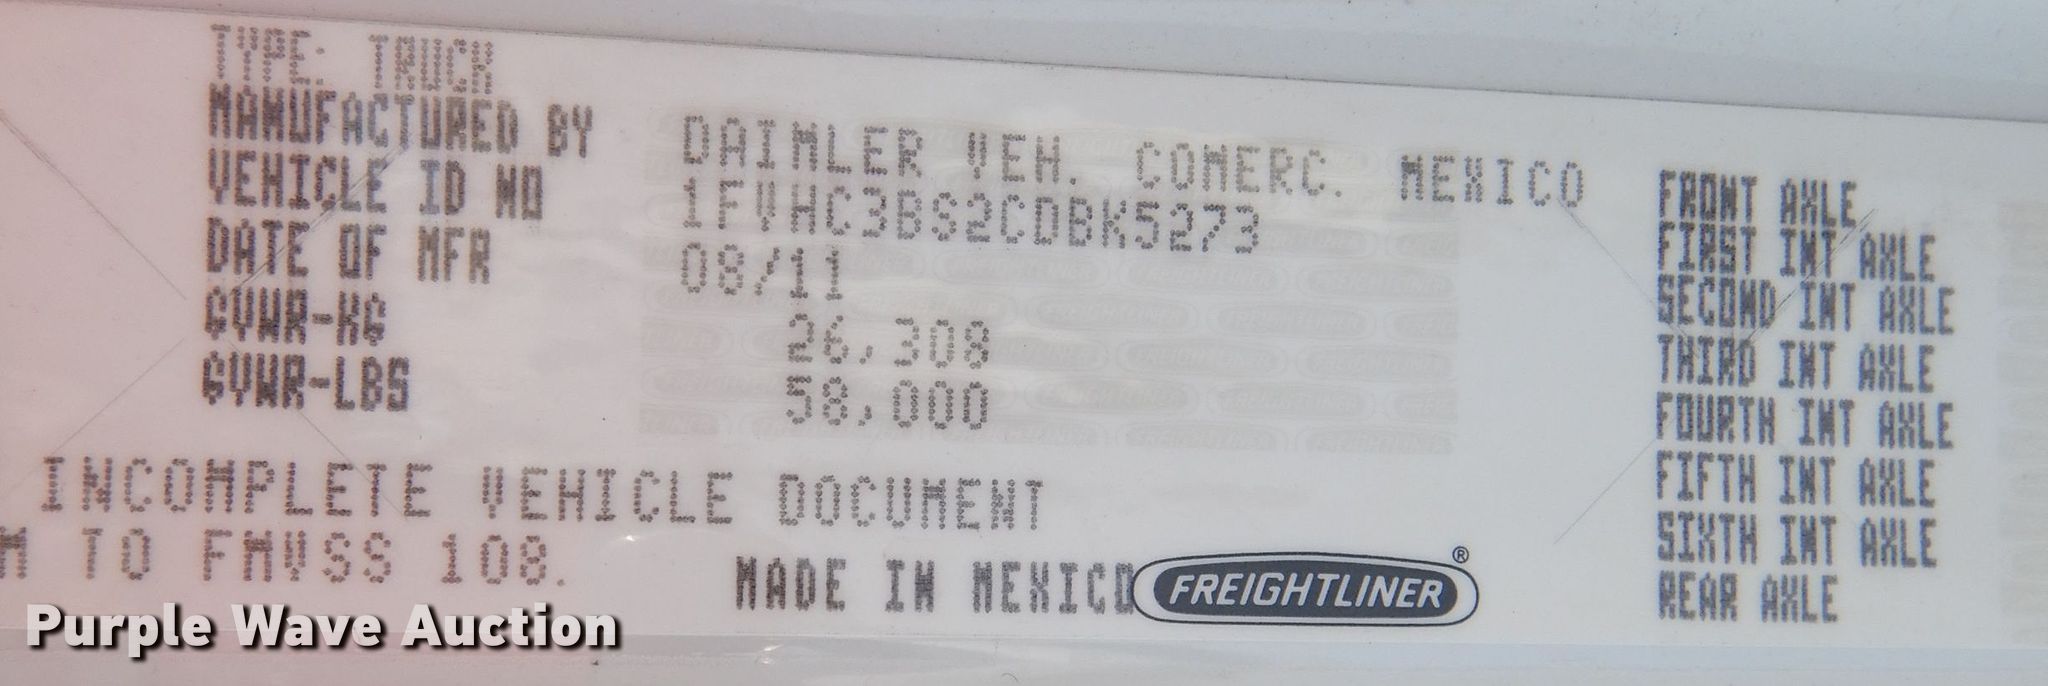 TYPE: TRUCK
MANUFACTURED BY DAIMLER VEH. COMERC. MEXICO
VEHICLE ID NO 1FVHC3BS2CDBK5273
DATE OF MFR 08/11
GVWR-KG 26,308
GVWR-LBS 58,000
INCOMPLETE VEHICLE DOCUMENT
M TO FMVSS 108.
MADE IN MEXICO
FREIGHTLINER®
FRONT AXLE
FIRST INT AXLE
SECOND INT AXLE
THIRD INT AXLE
FOURTH INT AXLE
FIFTH INT AXLE
SIXTH INT AXLE
REAR AXLE
Purple Wave Auction